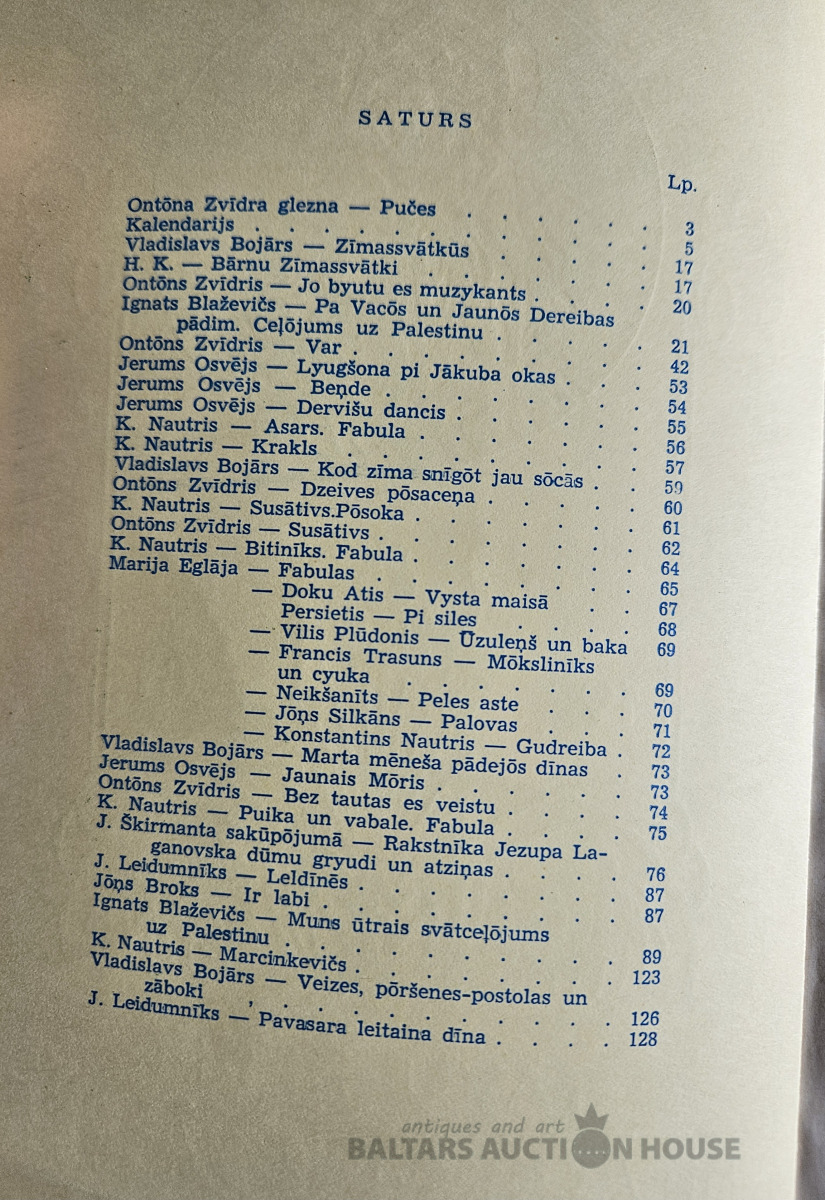 SATURS
Lp.
Ontōna Zvīdra glezna — Pučes . . . . . . 3
Kalendarijs . . . . . . . . . 5
Vladislavs Bojārs — Zīmassvātkūs . . . . 17
H. K. — Bārnu Zīmassvātki . . . . . 17
Ontōns Zvīdris — Jo byutu es muzykants . . . 20
Ignats Blaževičs — Pa Vacōs un Jaunōs Dereibas
pādim. Ceļōjums uz Palestinu . . . . 21
Ontōns Zvīdris — Var . . . . . . . 42
Jerums Osvējs — Lyugšona pi Jākuba okas . . . 53
Jerums Osvējs — Beņde . . . . . . 54
Jerums Osvējs — Dervišu dancis . . . . . 55
K. Nautris — Asars. Fabula . . . . . 56
K. Nautris — Krakls . . . . . . . 57
Vladislavs Bojārs — Kod zīma snīgōt jau sōcās . . 59
Ontōns Zvīdris — Dzeives pōsaceņa . . . . 60
K. Nautris — Susātivs.Pōsoka . . . . . 61
Ontōns Zvīdris — Susātivs . . . . . . 62
K. Nautris — Bitinīks. Fabula . . . . . 64
Marija Eglāja — Fabulas . . . . . . 65
— Doku Atis — Vysta maisā . . 67
Persietis — Pi siles . . . . 68
— Vilis Plūdonis — Ūzuleņš un baka 69
— Francis Trasuns — Mōkslinīks
un cyuka . . . . . . 69
— Neikšanīts — Peles aste . . . 70
— Jōņs Silkāns — Palovas . . . 71
— Konstantins Nautris — Gudreiba . 72
Vladislavs Bojārs — Marta mēneša pādejōs dīnas . 73
Jerums Osvējs — Jaunais Mōris . . . . . 73
Ontōns Zvīdris — Bez tautas es veistu . . . . 74
K. Nautris — Puika un vabale. Fabula . . . . 75
J. Škirmanta sakūpōjumā — Rakstnīka Jezupa La-
ganovska dūmu gryudi un atziņas . . . . 76
J. Leidumnīks — Leldīnēs . . . . . . 87
Jōņs Broks — Ir labi . . . . . . . 87
Ignats Blaževičs — Muns ūtrais svātceļōjums
uz Palestinu . . . . . . . . 89
K. Nautris — Marcinkevičs . . . . . . 123
Vladislavs Bojārs — Veizes, pōršenes-postolas un
zāboki . . . . . . . . . 126
J. Leidumnīks — Pavasara leitaina dīna . . . . 128
antiques and art
BALTARS AUCTION HOUSE